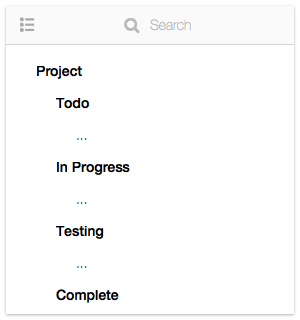 Search
Project
Todo
...
In Progress
...
Testing
...
Complete